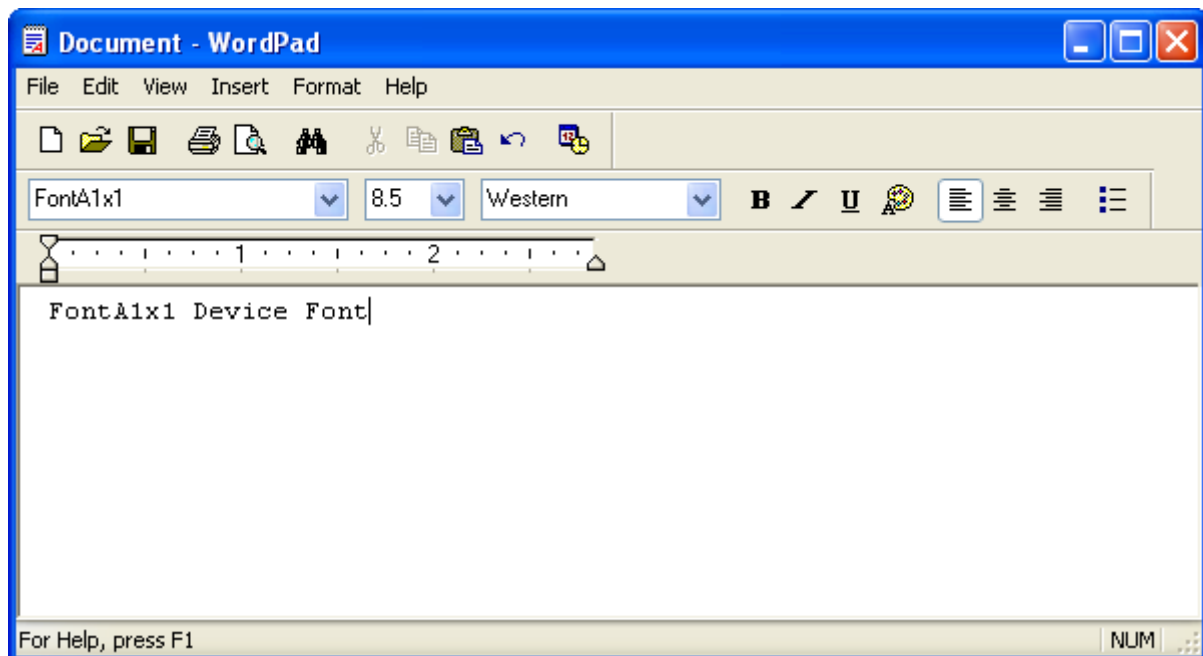 Document - WordPad
File Edit View Insert Format Help
FontA1x1 8.5 Western B U
1 2
FontA1x1 Device Font
For Help, press F1 NUM